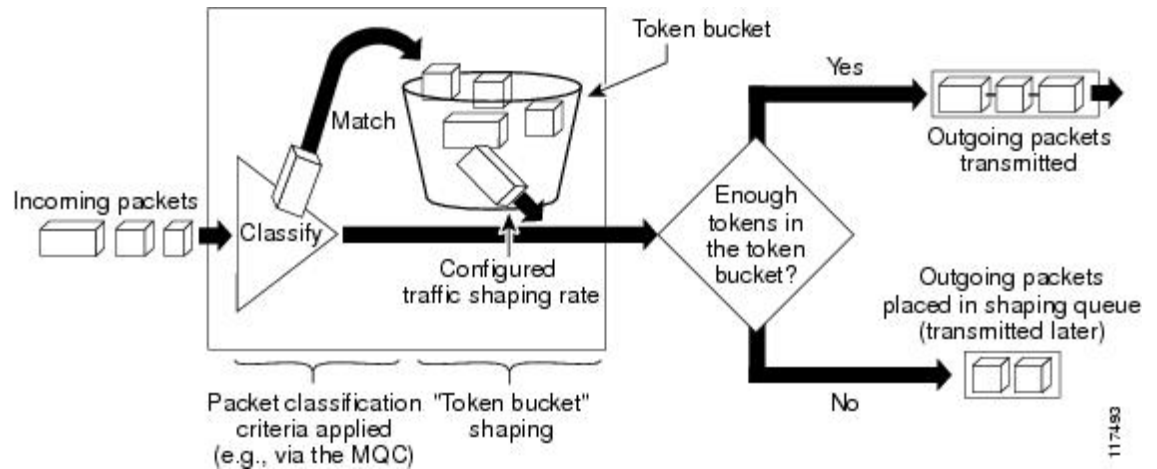 Token bucket
Match
Incoming packets
Classify
Configured
traffic shaping rate
Packet classification
criteria applied
(e.g., via the MQC)
"Token bucket"
shaping
Enough
tokens in
the token
bucket?
Yes
Outgoing packets
transmitted
Outgoing packets
placed in shaping queue
(transmitted later)
No
117493